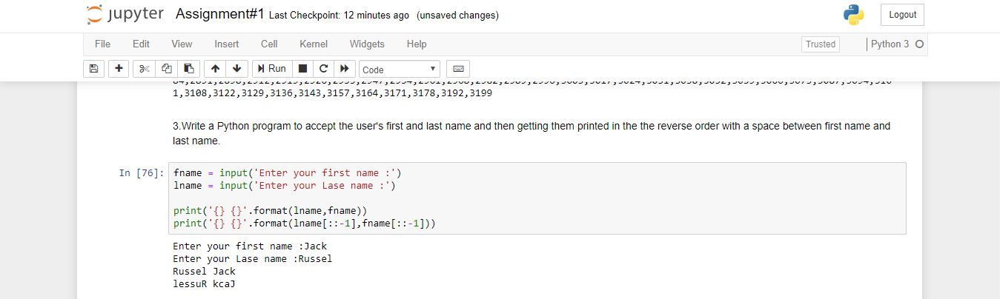 jupyter Assignment#1 Last Checkpoint: 12 minutes ago (unsaved changes) Logout
File Edit View Insert Cell Kernel Widgets Help Trusted Python 3
Run Code
1,3108,3122,3129,3136,3143,3157,3164,3171,3178,3192,3199
3.Write a Python program to accept the user's first and last name and then getting them printed in the the reverse order with a space between first name and
last name.
In [76]: fname = input('Enter your first name :')
lname = input('Enter your Lase name :')
print('{} {}'.format(lname,fname))
print('{} {}'.format(lname[::-1],fname[::-1]))
Enter your first name :Jack
Enter your Lase name :Russel
Russel Jack
lessuR kcaJ